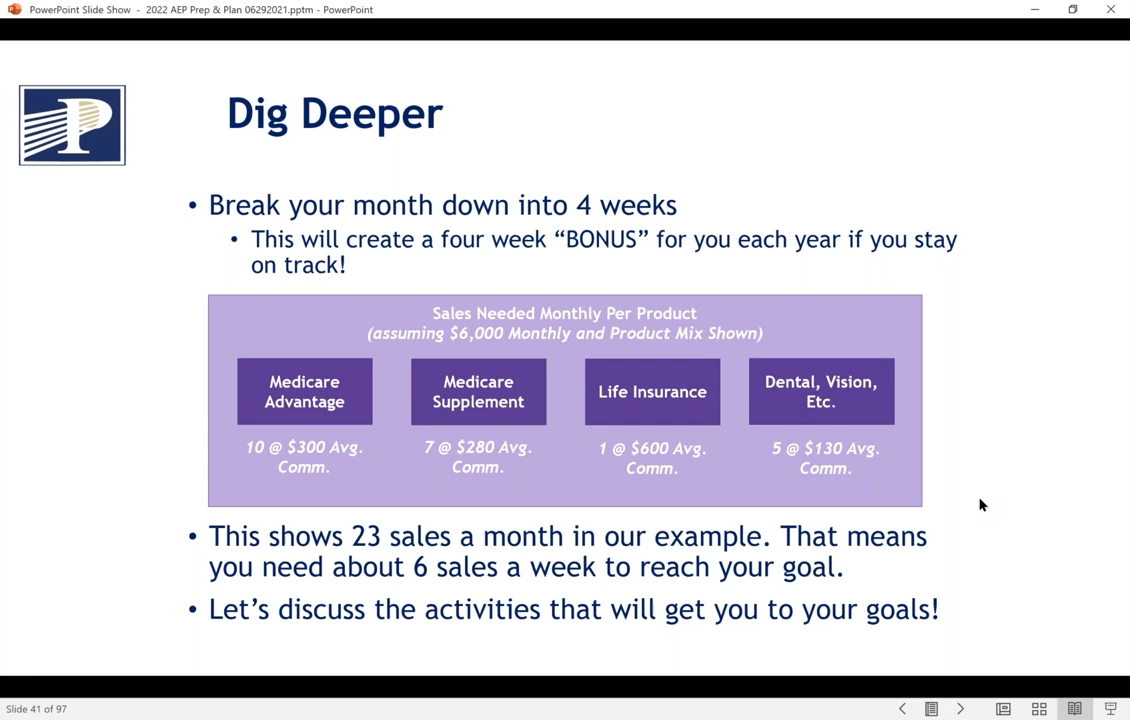 PowerPoint Slide Show - 2022 AEP Prep & Plan 06292021.pptm - PowerPoint
P
Dig Deeper
• Break your month down into 4 weeks
• This will create a four week “BONUS” for you each year if you stay
on track!
Sales Needed Monthly Per Product
(assuming $6,000 Monthly and Product Mix Shown)
Medicare
Advantage
10 @ $300 Avg.
Comm.
Medicare
Supplement
7 @ $280 Avg.
Comm.
Life Insurance
1 @ $600 Avg.
Comm.
Dental, Vision,
Etc.
5 @ $130 Avg.
Comm.
• This shows 23 sales a month in our example. That means
you need about 6 sales a week to reach your goal.
• Let’s discuss the activities that will get you to your goals!
Slide 41 of 97